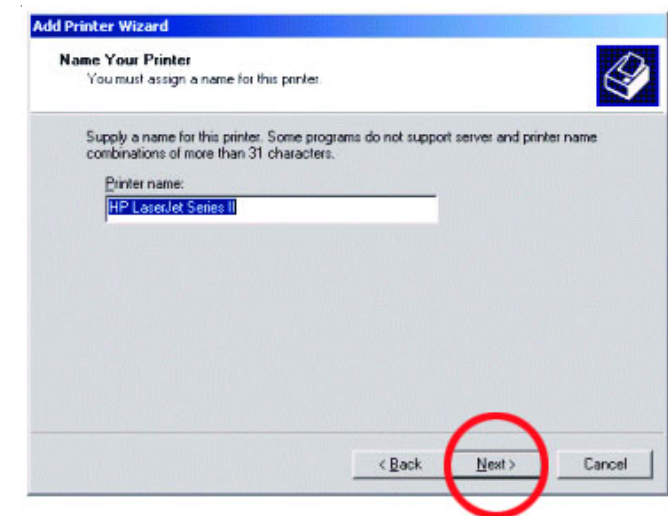 Add Printer Wizard
Name Your Printer
You must assign a name for this printer.
Supply a name for this printer. Some programs do not support server and printer name
combinations of more than 31 characters.
Printer name:
HP LaserJet Series II
< Back
Next >
Cancel